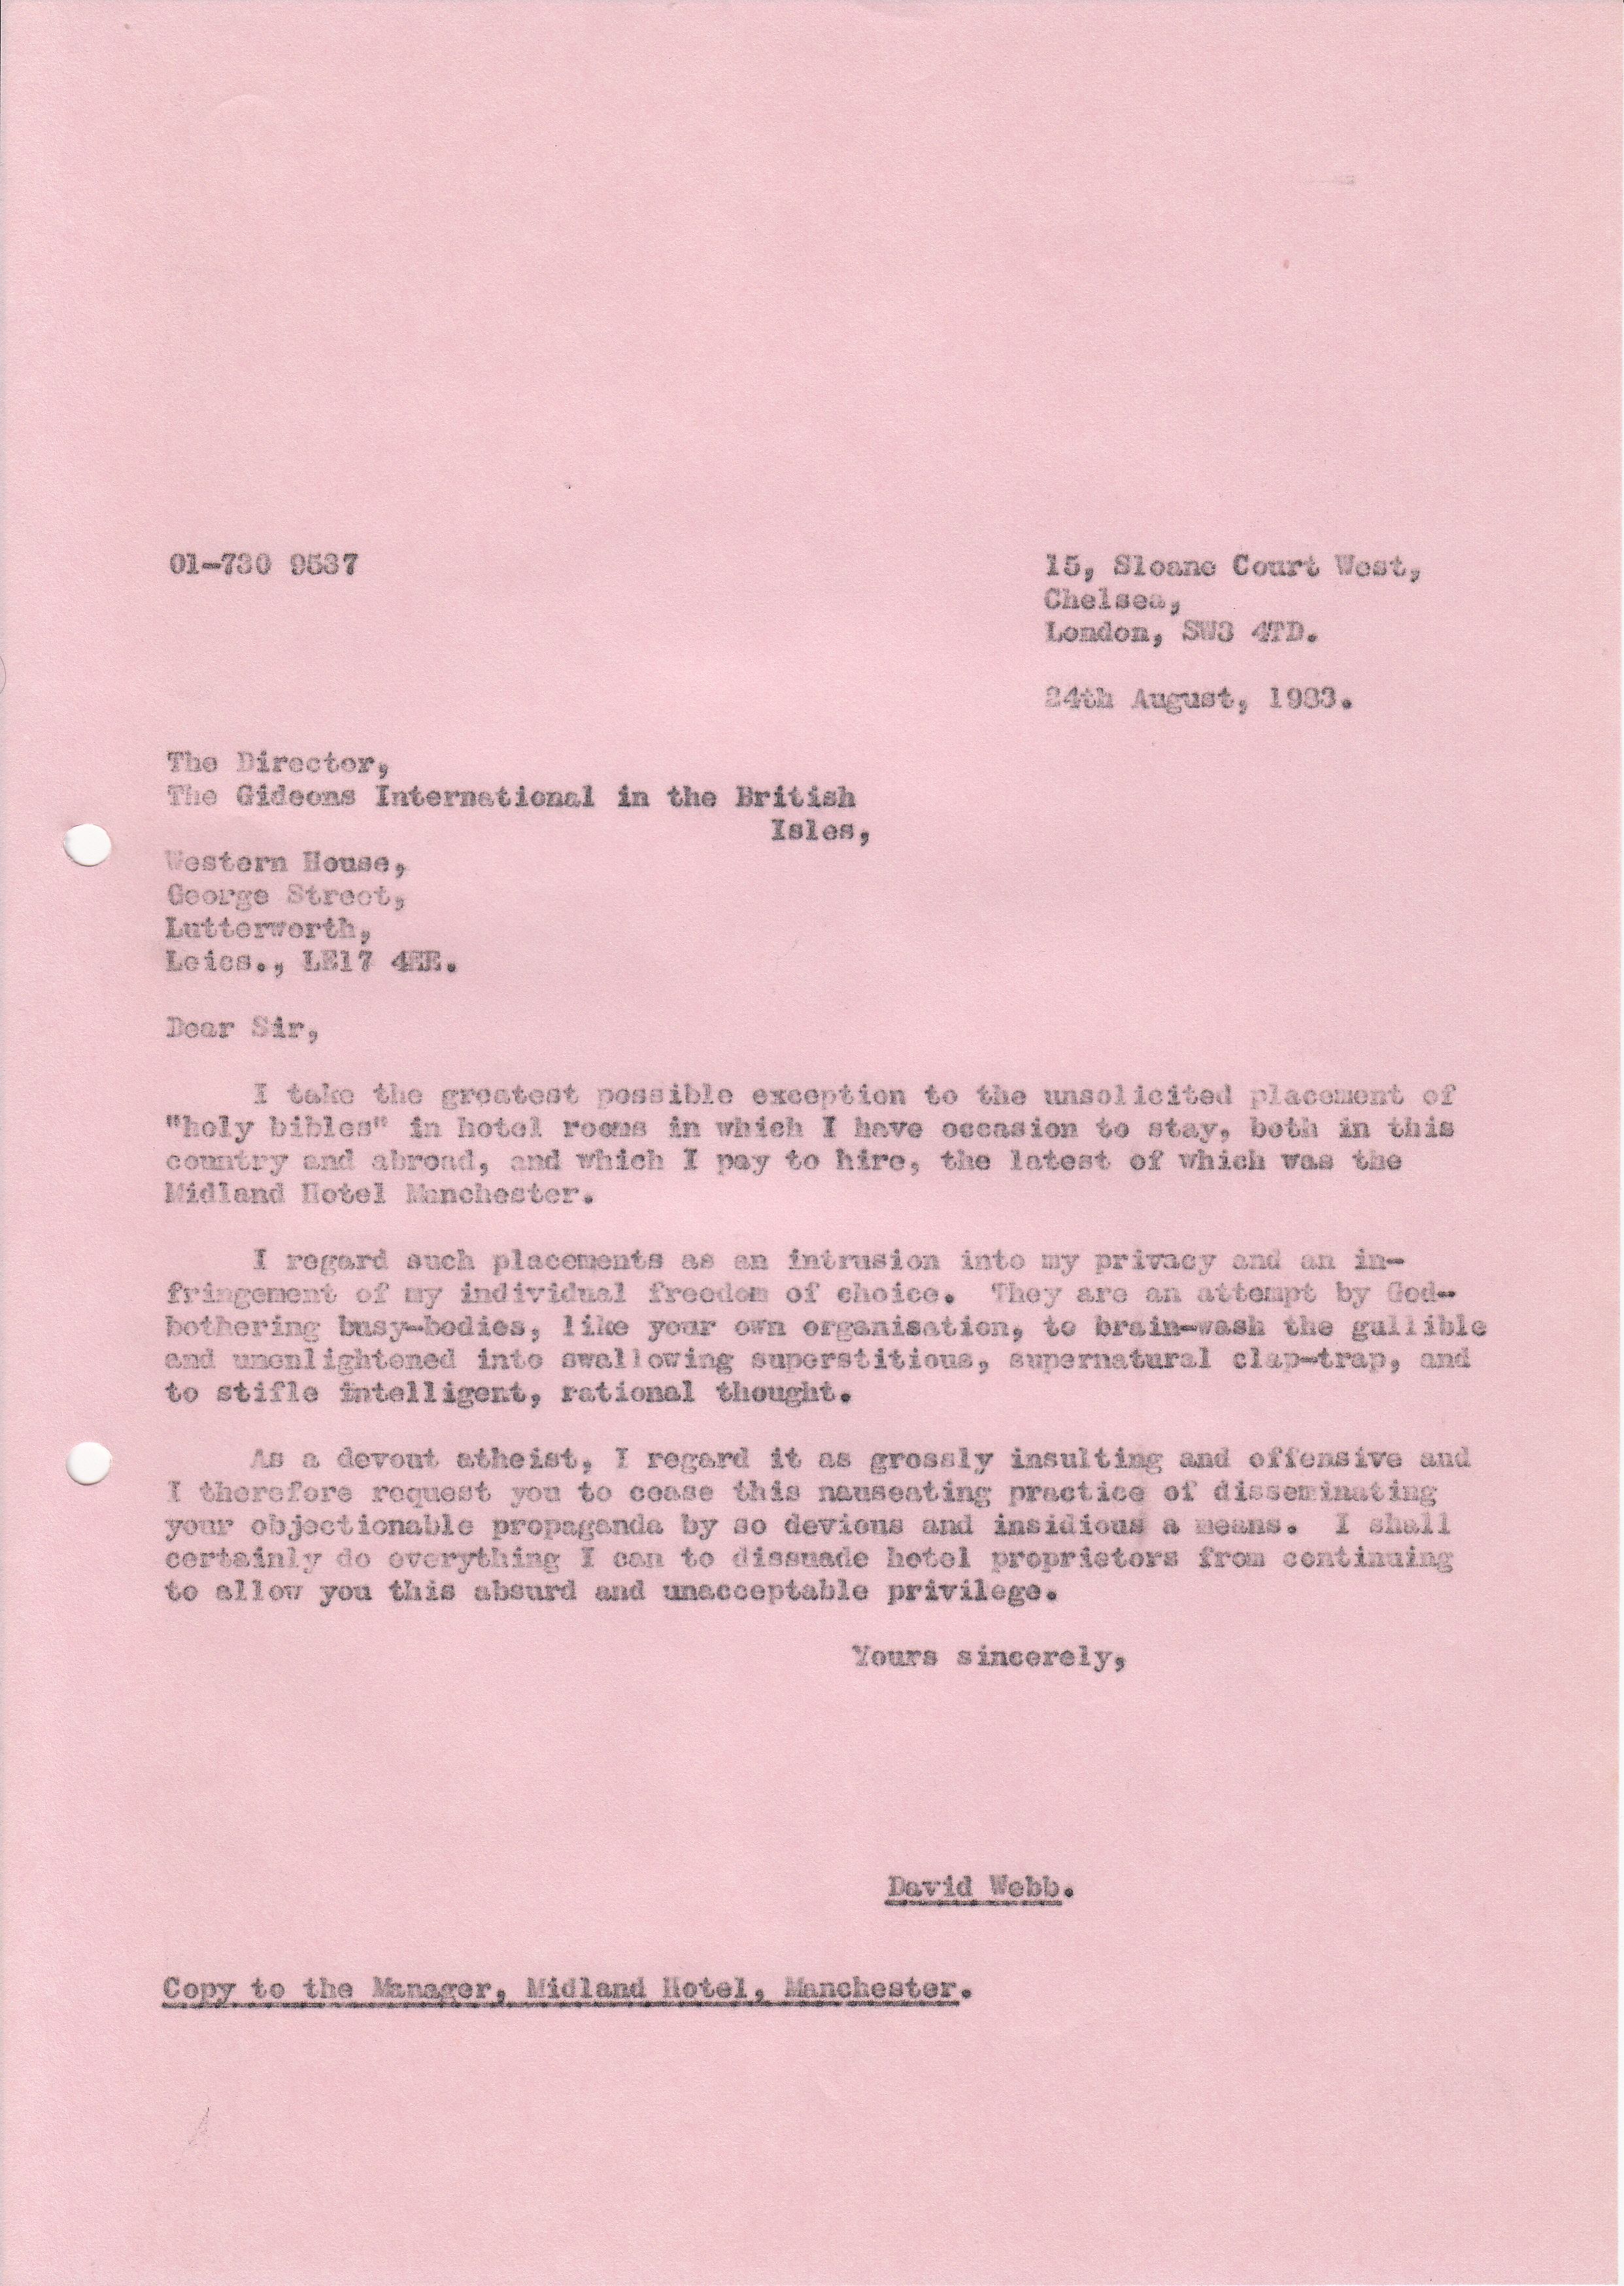 01-730 9537
15, Sloane Court West,
Chelsea,
London, SW3 4TD.
24th August, 1983.
The Director,
The Gideons International in the British
Isles,
Western House,
George Street,
Lutterworth,
Leics., LE17 4EE.
Dear Sir,
I take the greatest possible exception to the unsolicited placement of
"holy bibles" in hotel rooms in which I have occasion to stay, both in this
country and abroad, and which I pay to hire, the latest of which was the
Midland Hotel Manchester.
I regard such placements as an intrusion into my privacy and an in-
fringement of my individual freedom of choice. They are an attempt by God-
bothering busy-bodies, like your own organisation, to brain-wash the gullible
and unenlightened into swallowing superstitious, supernatural clap-trap, and
to stifle intelligent, rational thought.
As a devout atheist, I regard it as grossly insulting and offensive and
I therefore request you to cease this nauseating practice of disseminating
your objectionable propaganda by so devious and insidious a means. I shall
certainly do everything I can to dissuade hotel proprietors from continuing
to allow you this absurd and unacceptable privilege.
Yours sincerely,
David Webb.
Copy to the Manager, Midland Hotel, Manchester.